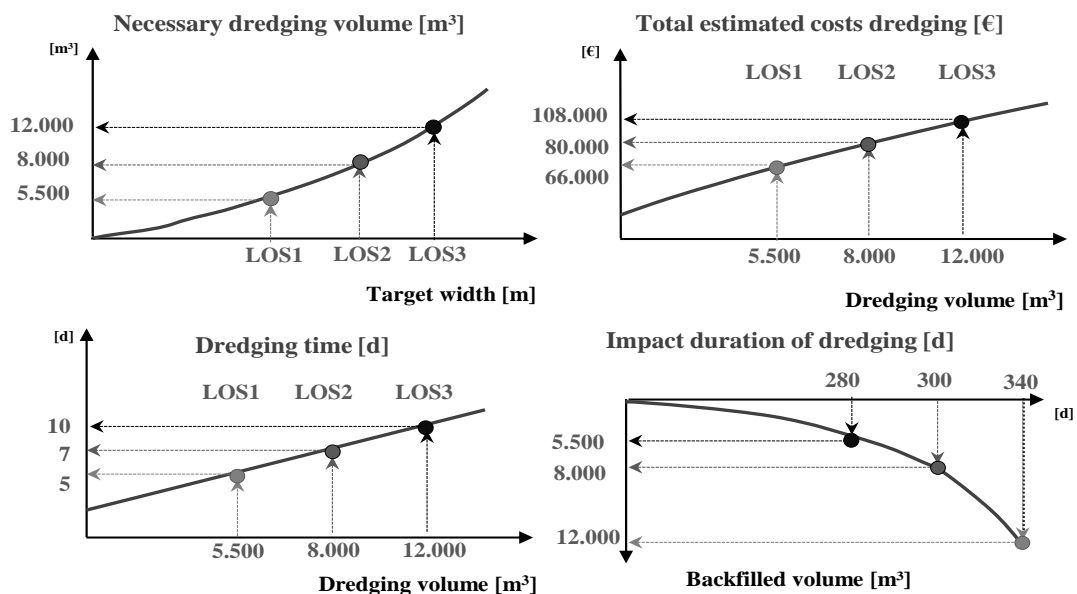 Necessary dredging volume [m³]
[m³]
12.000
8.000
5.500
LOS1 LOS2 LOS3
Target width [m]
Total estimated costs dredging [€]
[€]
LOS1 LOS2 LOS3
108.000
80.000
66.000
5.500 8.000 12.000
Dredging volume [m³]
[d]
Dredging time [d]
LOS1 LOS2 LOS3
10
7
5
5.500 8.000 12.000
Dredging volume [m³]
Impact duration of dredging [d]
280 300 340
[d]
5.500
8.000
12.000
Backfilled volume [m³]